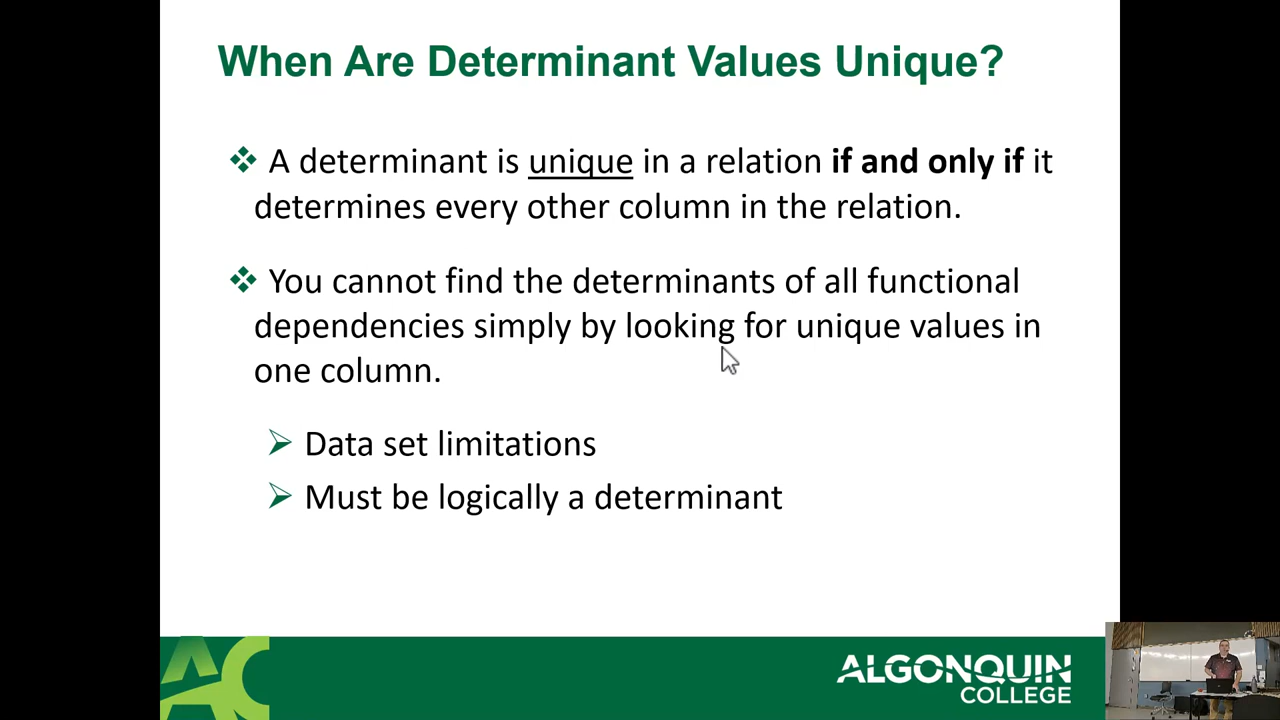 When Are Determinant Values Unique?
❖ A determinant is unique in a relation if and only if it
determines every other column in the relation.
❖ You cannot find the determinants of all functional
dependencies simply by looking for unique values in
one column.
➢ Data set limitations
➢ Must be logically a determinant
AC
ALGONQUIN
COLLEGE